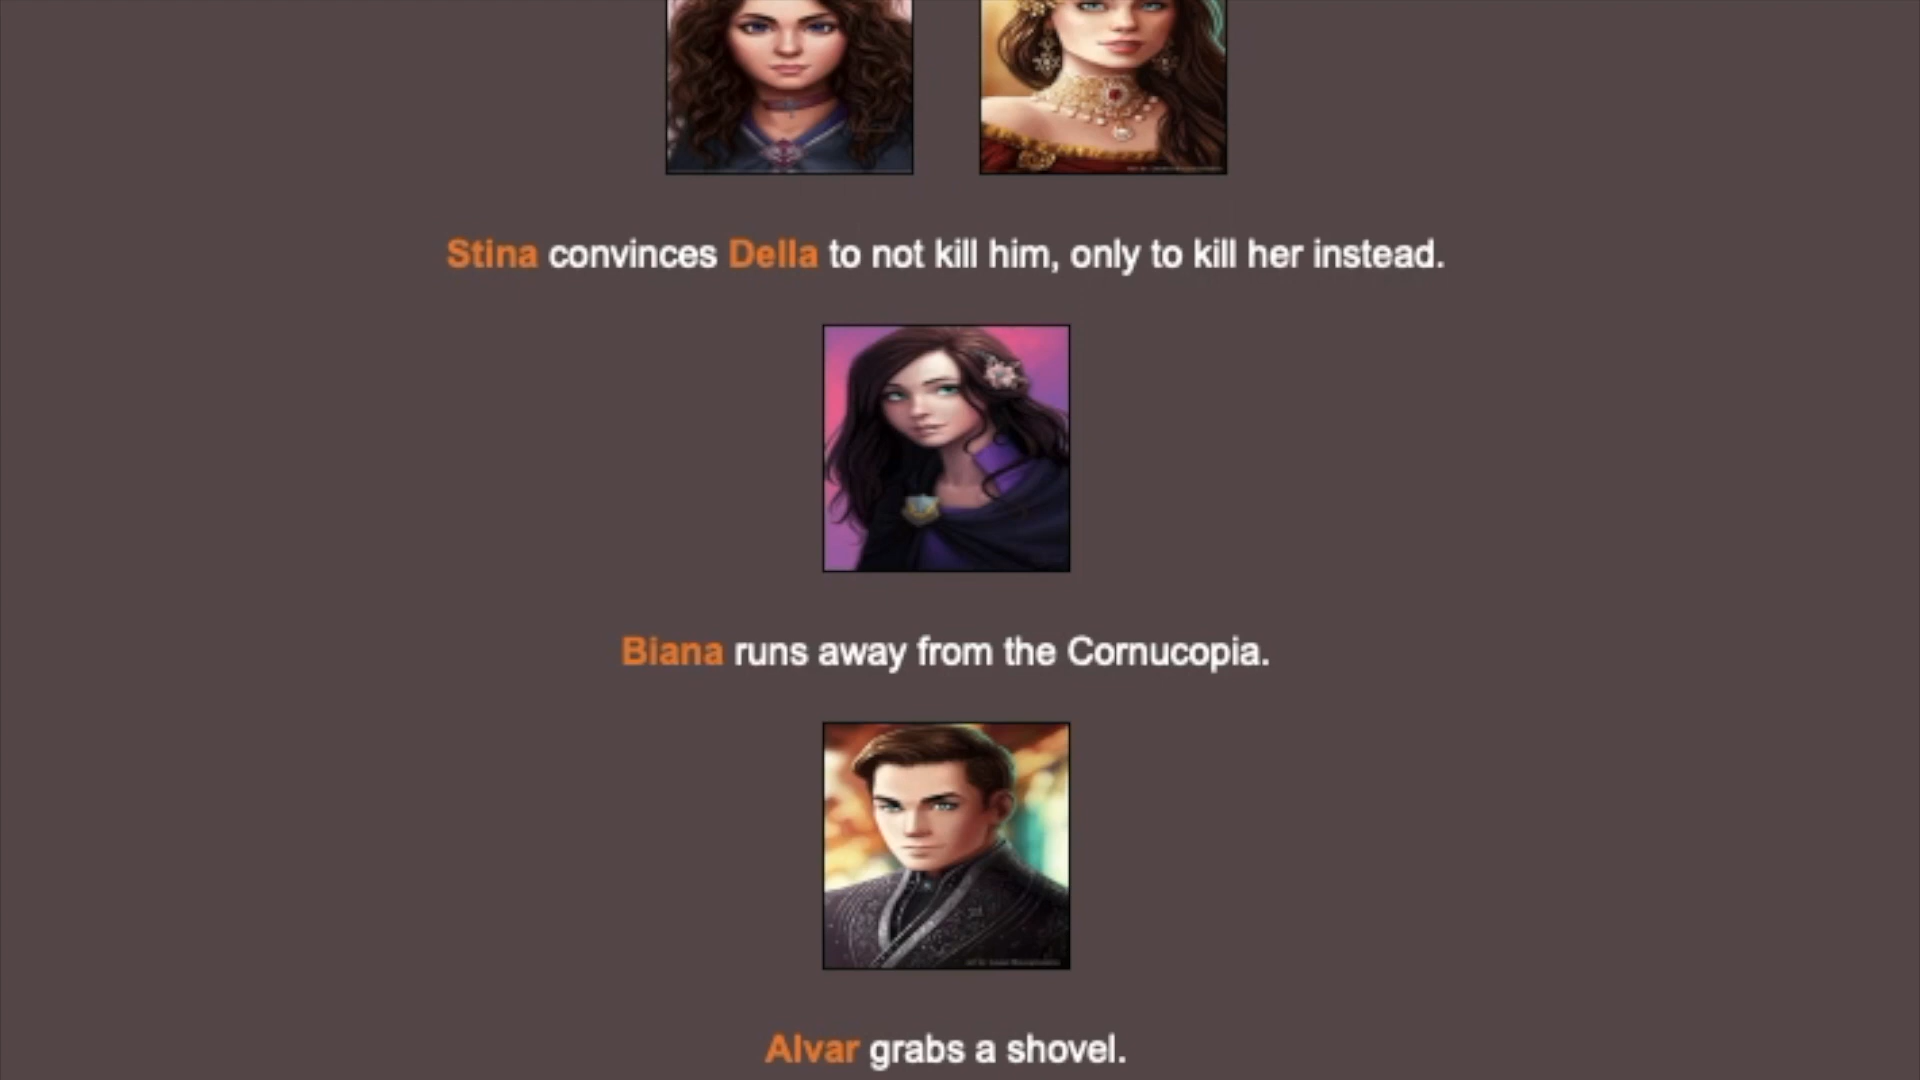 Stina convinces Della to not kill him, only to kill her instead.
Biana runs away from the Cornucopia.
Alvar grabs a shovel.